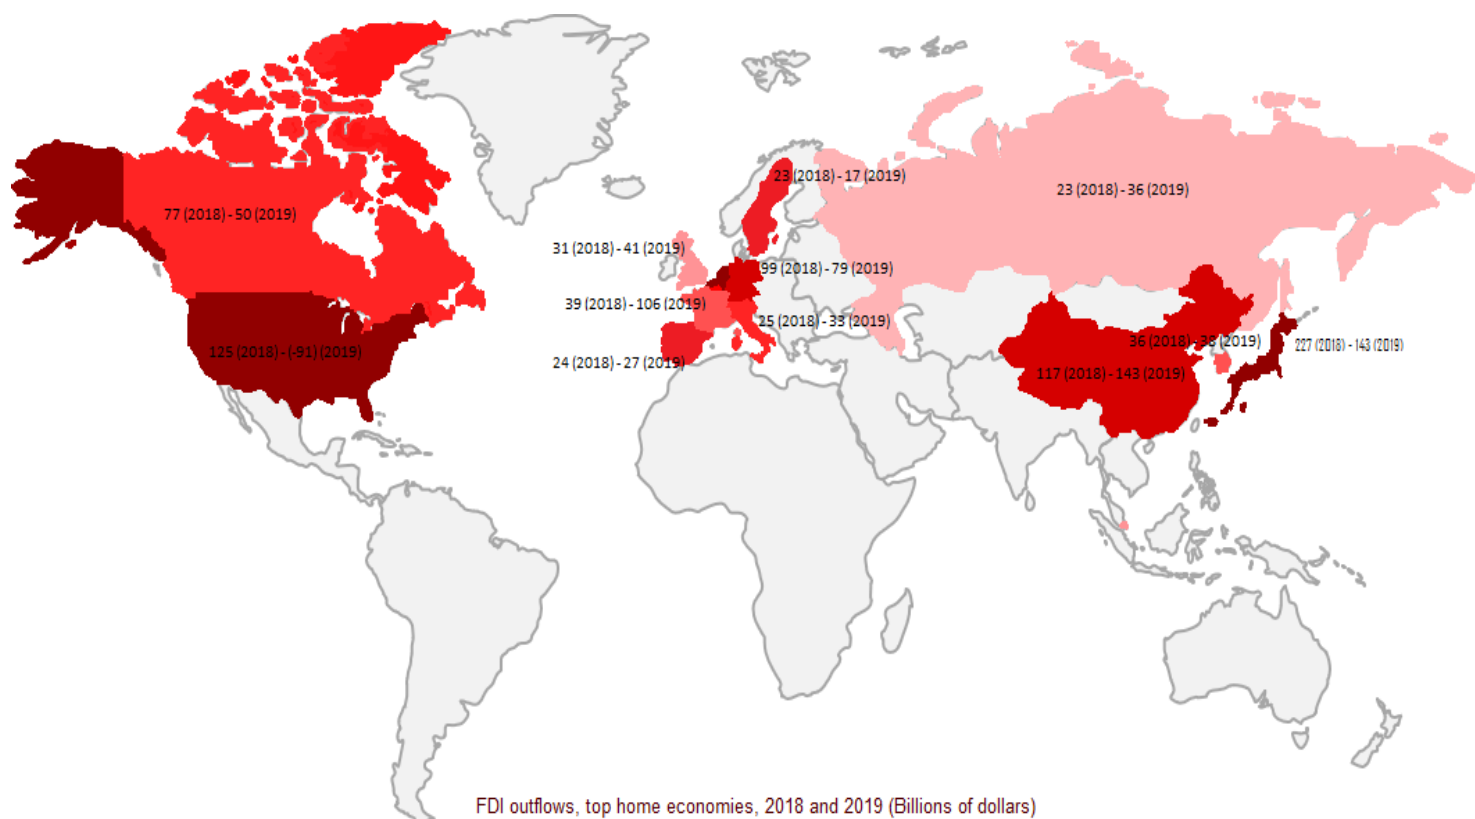 23 (2018) - 17 (2019)
23 (2018) - 36 (2019)
77 (2018) - 50 (2019)
31 (2018) - 41 (2019)
99 (2018) - 79 (2019)
39 (2018) - 106 (2019)
25 (2018) - 33 (2019)
36 (2018) - 38 (2019)
227 (2018) - 143 (2019)
125 (2018) - (-91) (2019)
24 (2018) - 27 (2019)
117 (2018) - 143 (2019)
FDI outflows, top home economies, 2018 and 2019 (Billions of dollars)